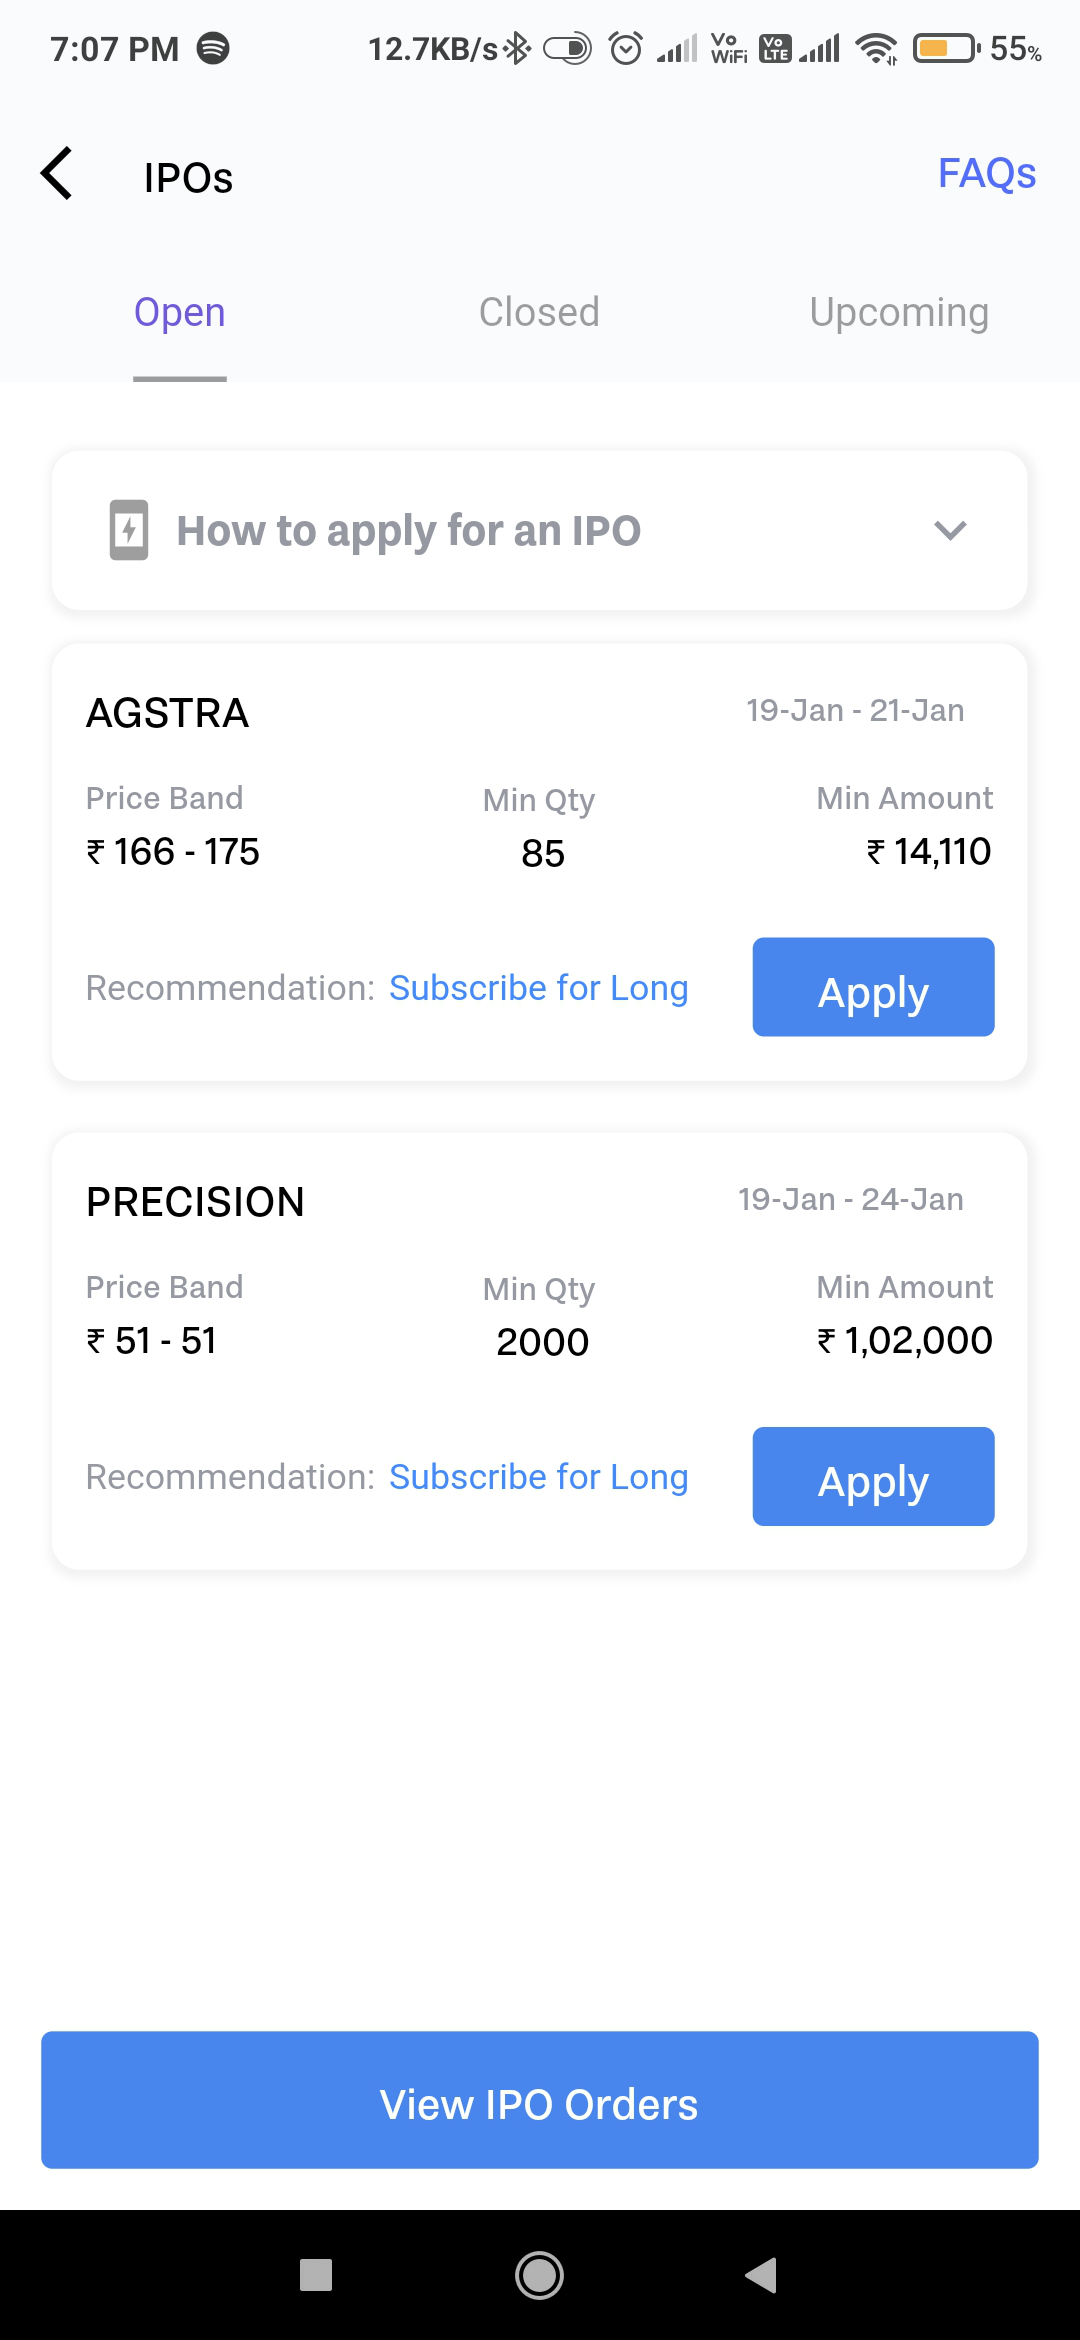 7:07 PM 12.7KB/s Vo WiFi Vo LTE 55%
IPOs FAQs
Open Closed Upcoming
How to apply for an IPO
AGSTRA 19-Jan - 21-Jan
Price Band Min Qty Min Amount
₹ 166 - 175 85 ₹ 14,110
Recommendation: Subscribe for Long Apply
PRECISION 19-Jan - 24-Jan
Price Band Min Qty Min Amount
₹ 51 - 51 2000 ₹ 1,02,000
Recommendation: Subscribe for Long Apply
View IPO Orders